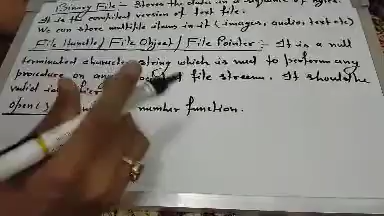 Binary File :- Stores the data in a sequence of bytes.
It is the compiled version of text file.
We can store multiple data in it (images, audio, text etc)
File Handle / File Object / File Pointer :- It is a null
terminated character string which is used to perform any
procedure on any file stream. It should be
valid
open( ) number function.